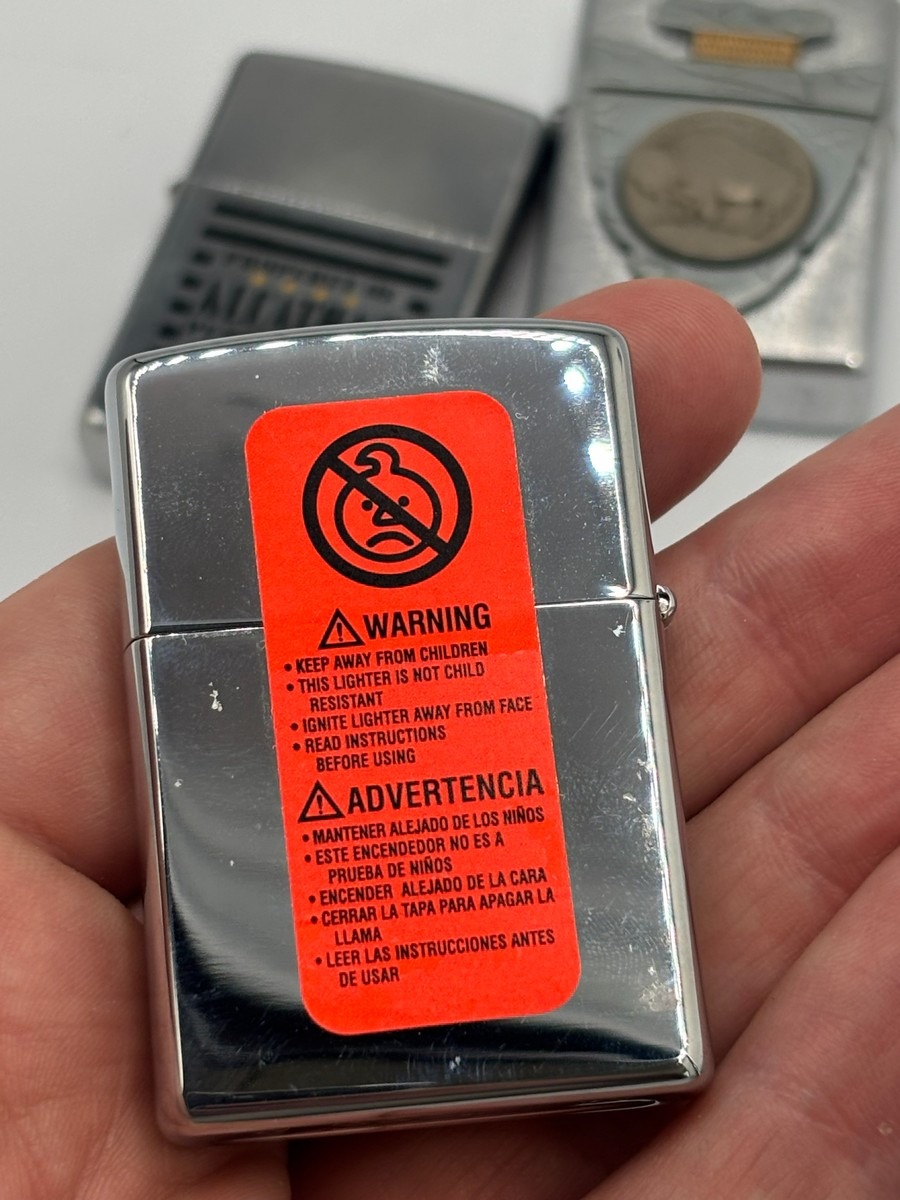 WARNING
• KEEP AWAY FROM CHILDREN
• THIS LIGHTER IS NOT CHILD
RESISTANT
• IGNITE LIGHTER AWAY FROM FACE
• READ INSTRUCTIONS
BEFORE USING
ADVERTENCIA
• MANTENER ALEJADO DE LOS NIÑOS
• ESTE ENCENDEDOR NO ES A
PRUEBA DE NIÑOS
• ENCENDER ALEJADO DE LA CARA
• CERRAR LA TAPA PARA APAGAR LA
LLAMA
• LEER LAS INSTRUCCIONES ANTES
DE USAR